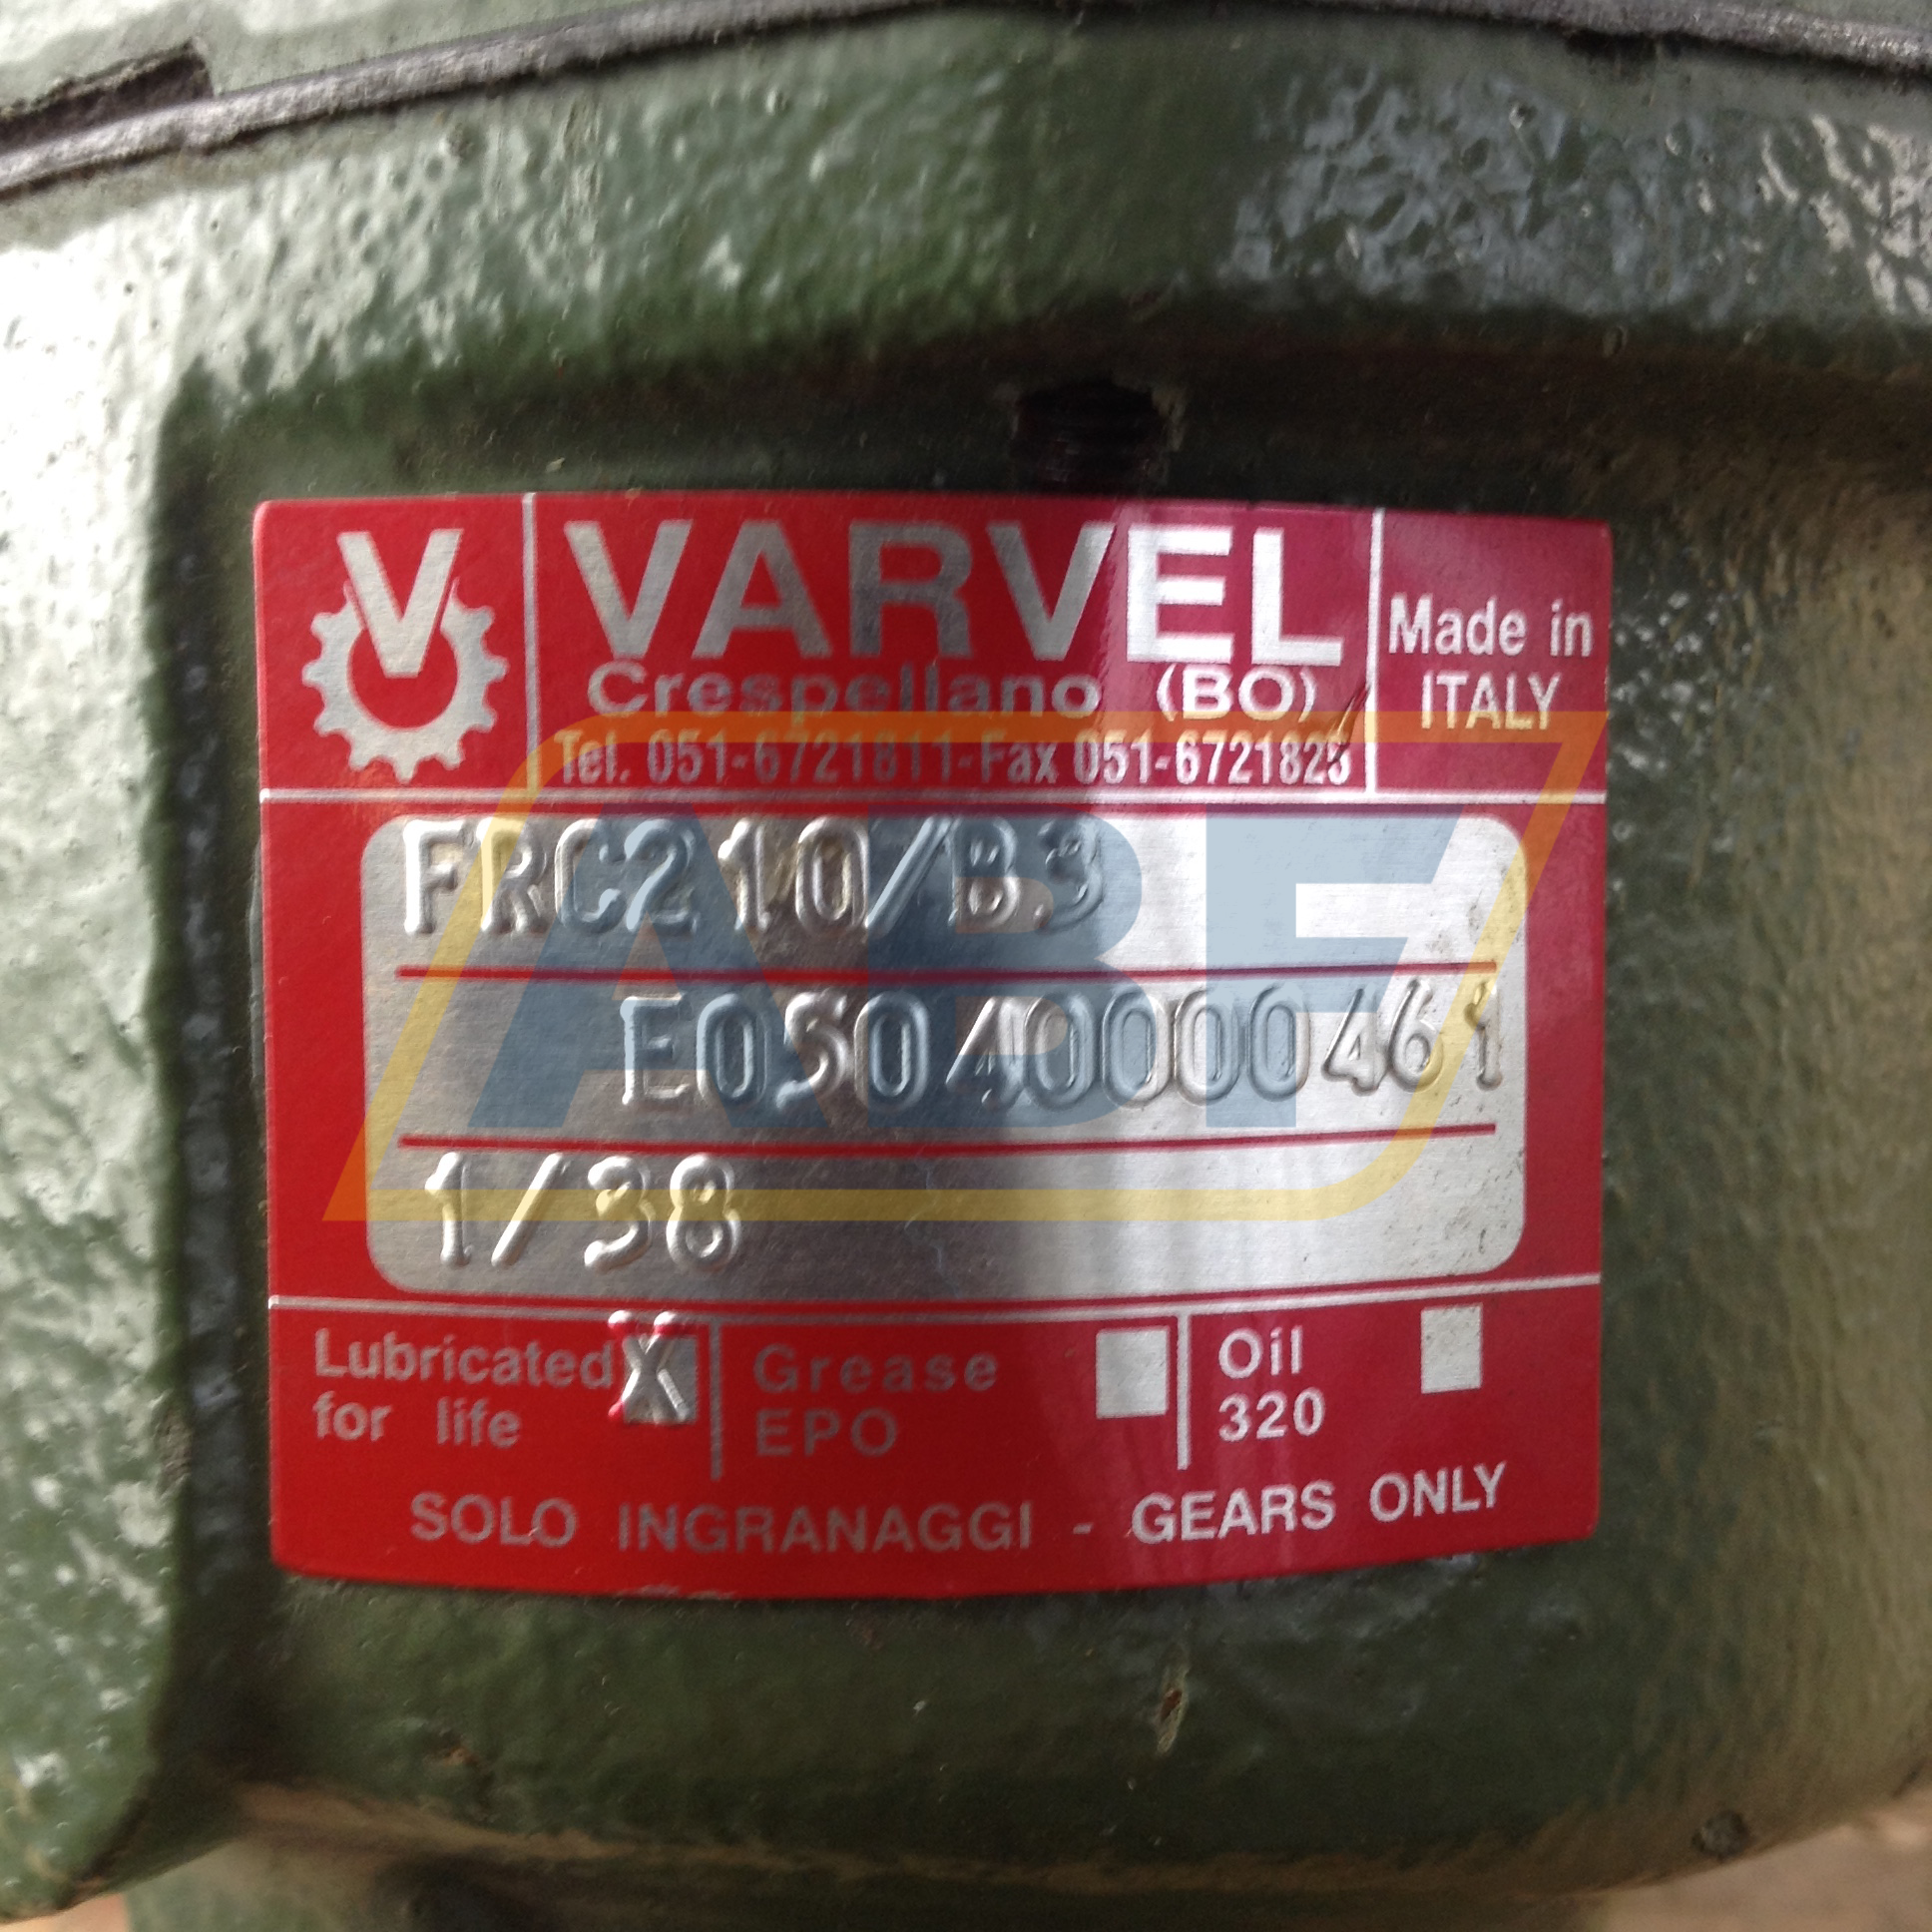 V
VARVEL
Crespellano (BO)
Tel. 051-6721811-Fax 051-6721825
Made in
ITALY
ABF
FRC210/B3
E05040000461
1/38
Lubricated X
for life
Grease
EPO
Oil
320
SOLO INGRANAGGI - GEARS ONLY